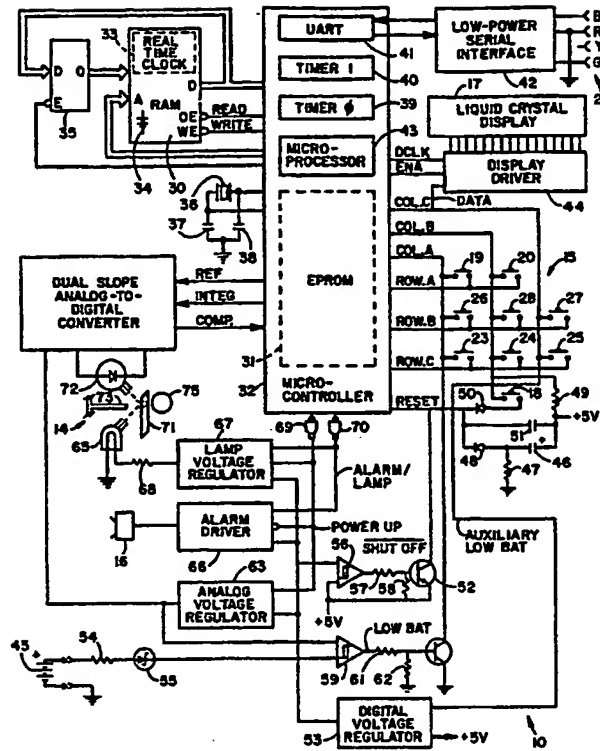 33
REAL
TIME
CLOCK
D O
D
A
RAM
E
OE
WE
READ
WRITE
35
34
30
UART
41
TIMER 1
40
TIMER 0
39
MICRO-
PROCESSOR
43
EPROM
31
32
MICRO-
CONTROLLER
LOW-POWER
SERIAL
INTERFACE
42
B
R
Y
G
2
17
LIQUID CRYSTAL
DISPLAY
DISPLAY
DRIVER
44
DCLK
ENA
COL.C
DATA
COL.B
COL.A
ROW.A
ROW.B
ROW.C
RESET
19
20
15
26
28
27
23
24
25
18
36
37
38
DUAL SLOPE
ANALOG-TO-
DIGITAL
CONVERTER
REF
INTEG
COMP.
72
73
14
75
71
65
68
67
LAMP
VOLTAGE
REGULATOR
69
70
ALARM/
LAMP
50
49
+5V
51
48
46
47
AUXILIARY
LOW BAT
16
ALARM
DRIVER
66
POWER UP
63
ANALOG
VOLTAGE
REGULATOR
SHUT OFF
56
57
58
52
+5V
LOW BAT
59
61
62
45
+
54
55
DIGITAL
VOLTAGE
REGULATOR
53
+5V
10